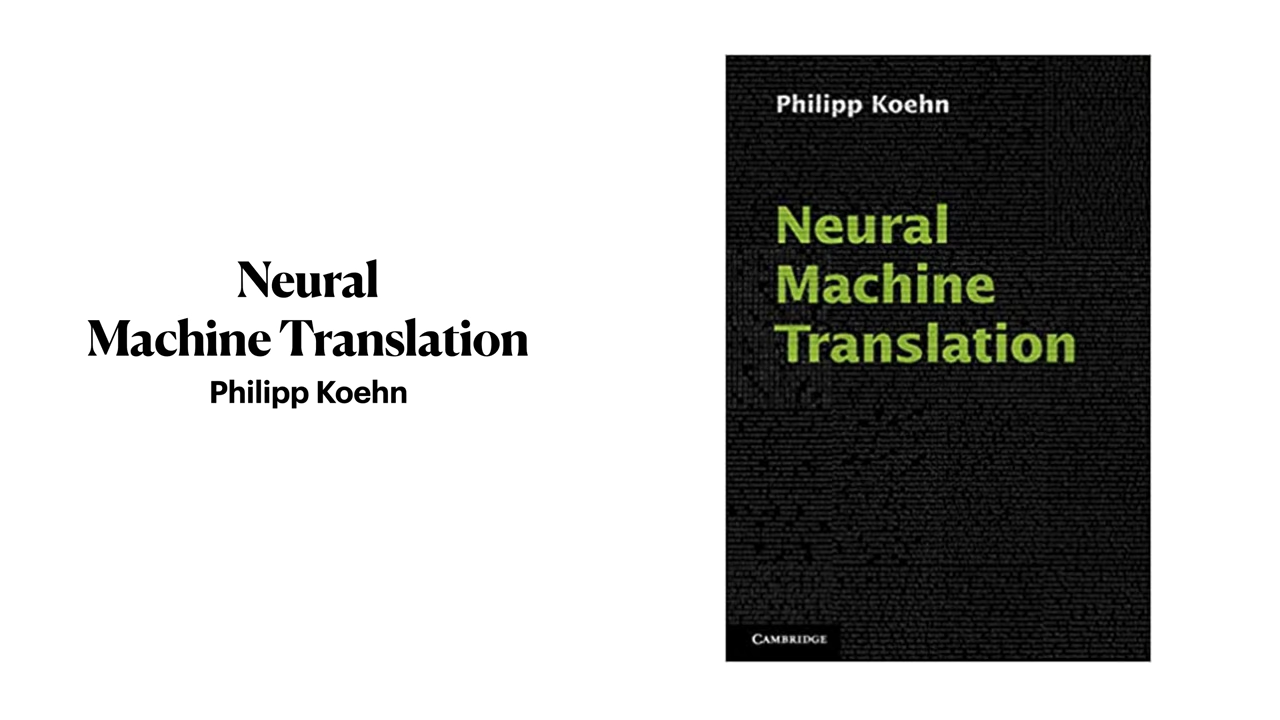 Neural
Machine Translation
Philipp Koehn
Philipp Koehn
Neural
Machine
Translation
CAMBRIDGE